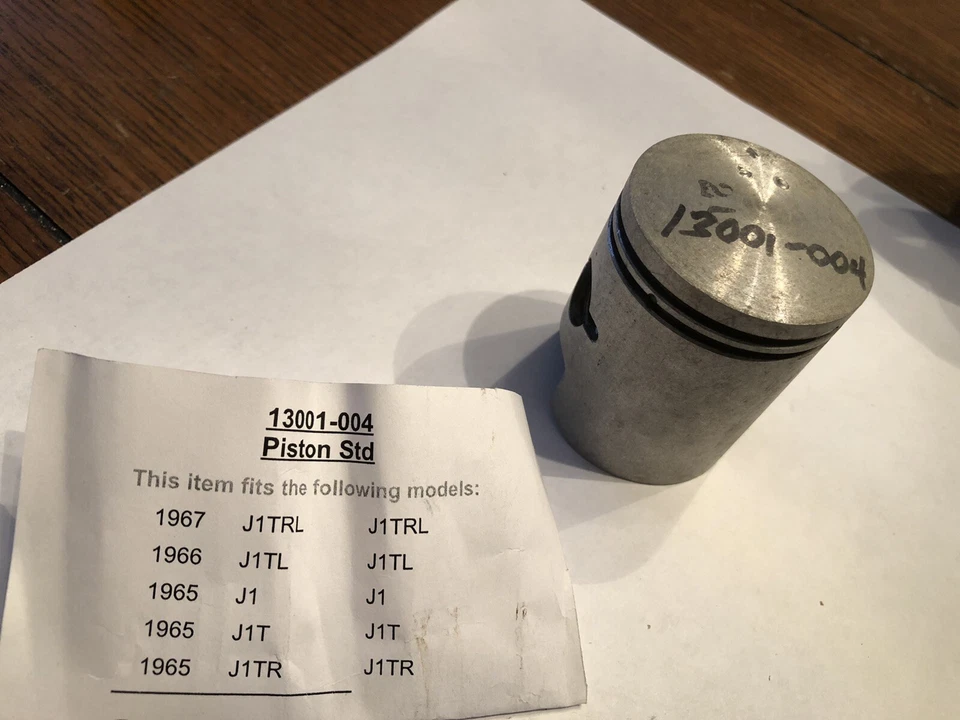 13001-004
13001-004
Piston Std
This item fits the following models:
1967 J1TRL J1TRL
1966 J1TL J1TL
1965 J1 J1
1965 J1T J1T
1965 J1TR J1TR